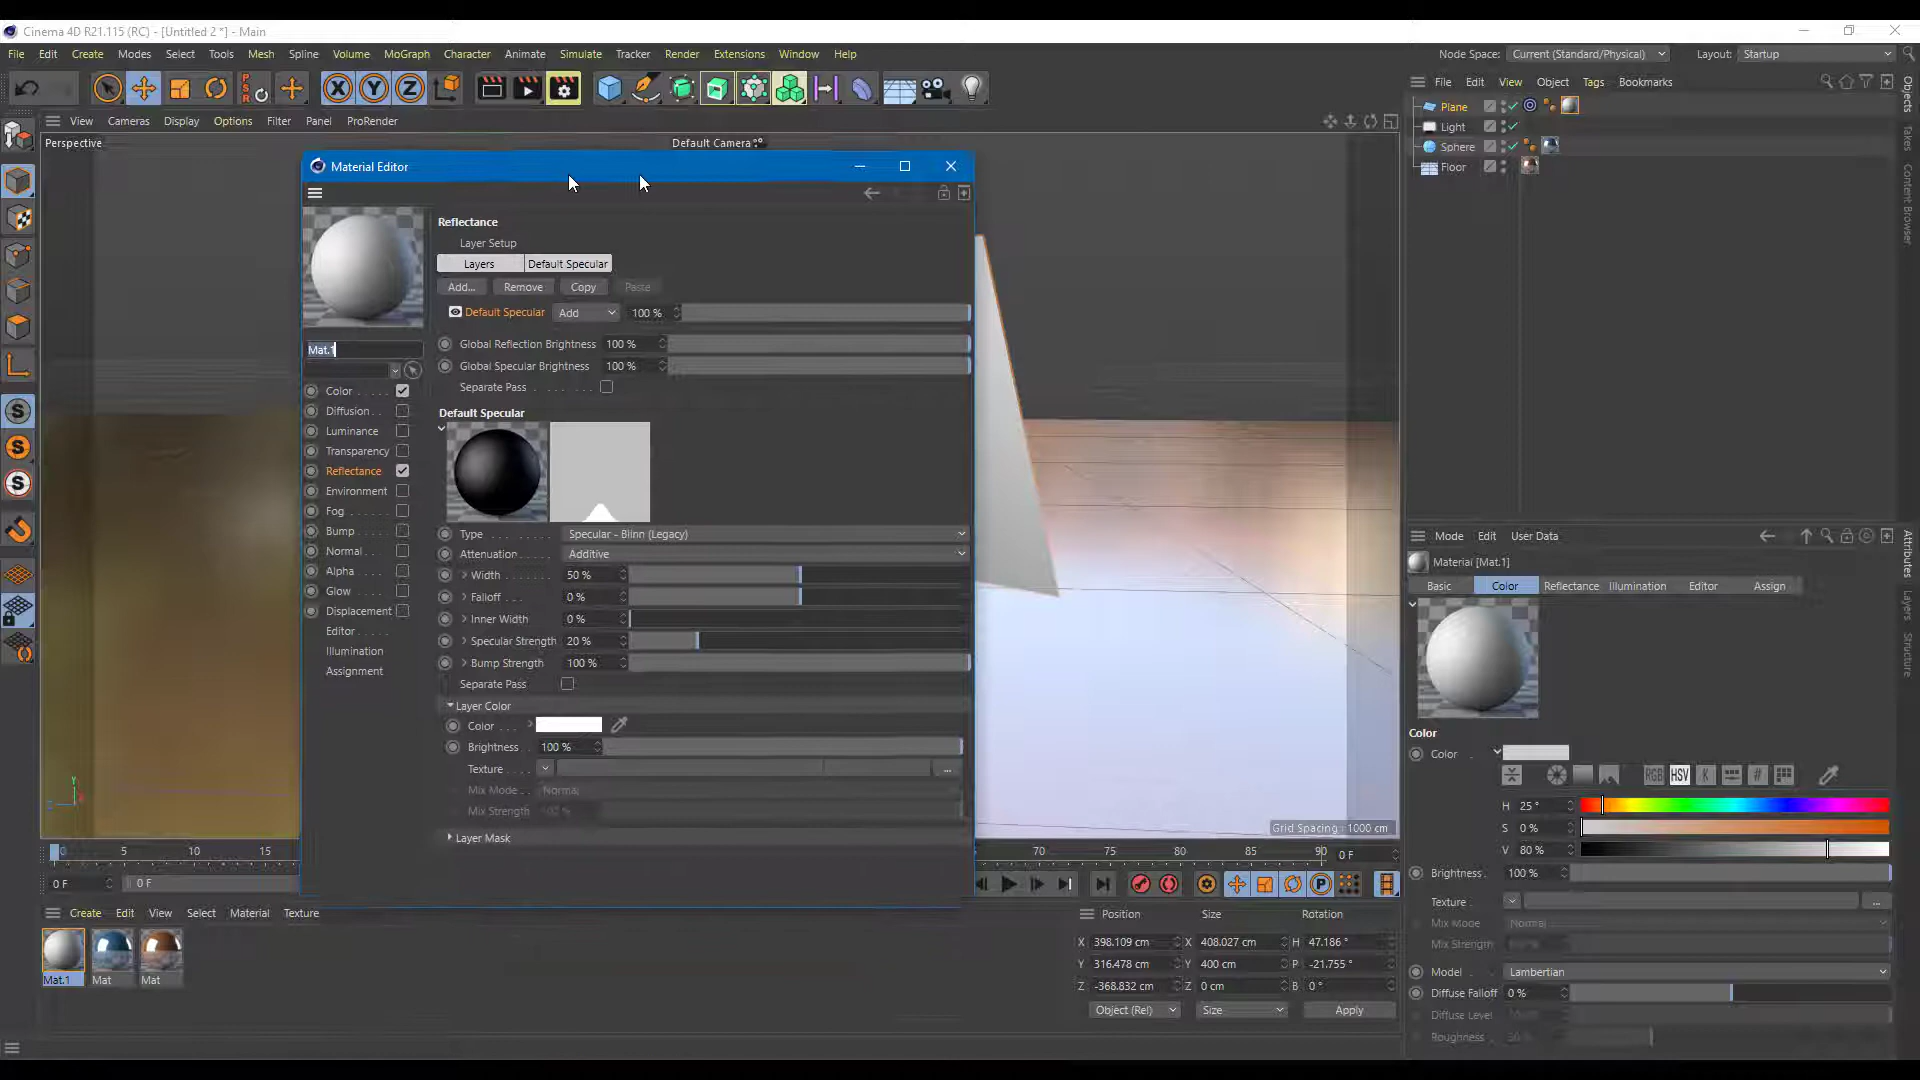 Cinema 4D R21.115 (RC) - [Untitled 2 *] - Main
File Edit Create Modes Select Tools Mesh Spline Volume MoGraph Character Animate Simulate Tracker Render Extensions Window Help
Node Space: Current (Standard/Physical) Layout: Startup
File Edit View Object Tags Bookmarks
Plane
Light
Sphere
Floor
Objects
Takes
Content Browser
View Cameras Display Options Filter Panel ProRender
Perspective
Default Camera
Material Editor
Reflectance
Layer Setup
Layers Default Specular
Add... Remove Copy Paste
Default Specular Add 100 %
Global Reflection Brightness 100 %
Global Specular Brightness 100 %
Separate Pass
Mat.1
Color
Diffusion
Luminance
Transparency
Reflectance
Environment
Fog
Bump
Normal
Alpha
Glow
Displacement
Editor
Illumination
Assignment
Default Specular
Type Specular - Blinn (Legacy)
Attenuation Additive
Width 50 %
Falloff 0 %
Inner Width 0 %
Specular Strength 20 %
Bump Strength 100 %
Separate Pass
Layer Color
Color
Brightness 100 %
Texture ...
Mix Mode Normal
Mix Strength 100 %
Layer Mask
Grid Spacing : 1000 cm
0 5 10 15 70 75 80 85 90 0 F
0 F 0 F
Create Edit View Select Material Texture
Mat.1 Mat Mat
Position Size Rotation
X 398.109 cm X 408.027 cm H 47.186 °
Y 316.478 cm Y 400 cm P -21.755 °
Z -368.832 cm Z 0 cm B 0 °
Object (Rel) Size Apply
Mode Edit User Data
Material [Mat.1]
Basic Color Reflectance Illumination Editor Assign
Color
Color
RGB HSV K #
H 25 °
S 0 %
V 80 %
Brightness 100 %
Texture ...
Mix Mode Normal
Mix Strength
Model Lambertian
Diffuse Falloff 0 %
Diffuse Level
Roughness
Attributes
Layers
Structure